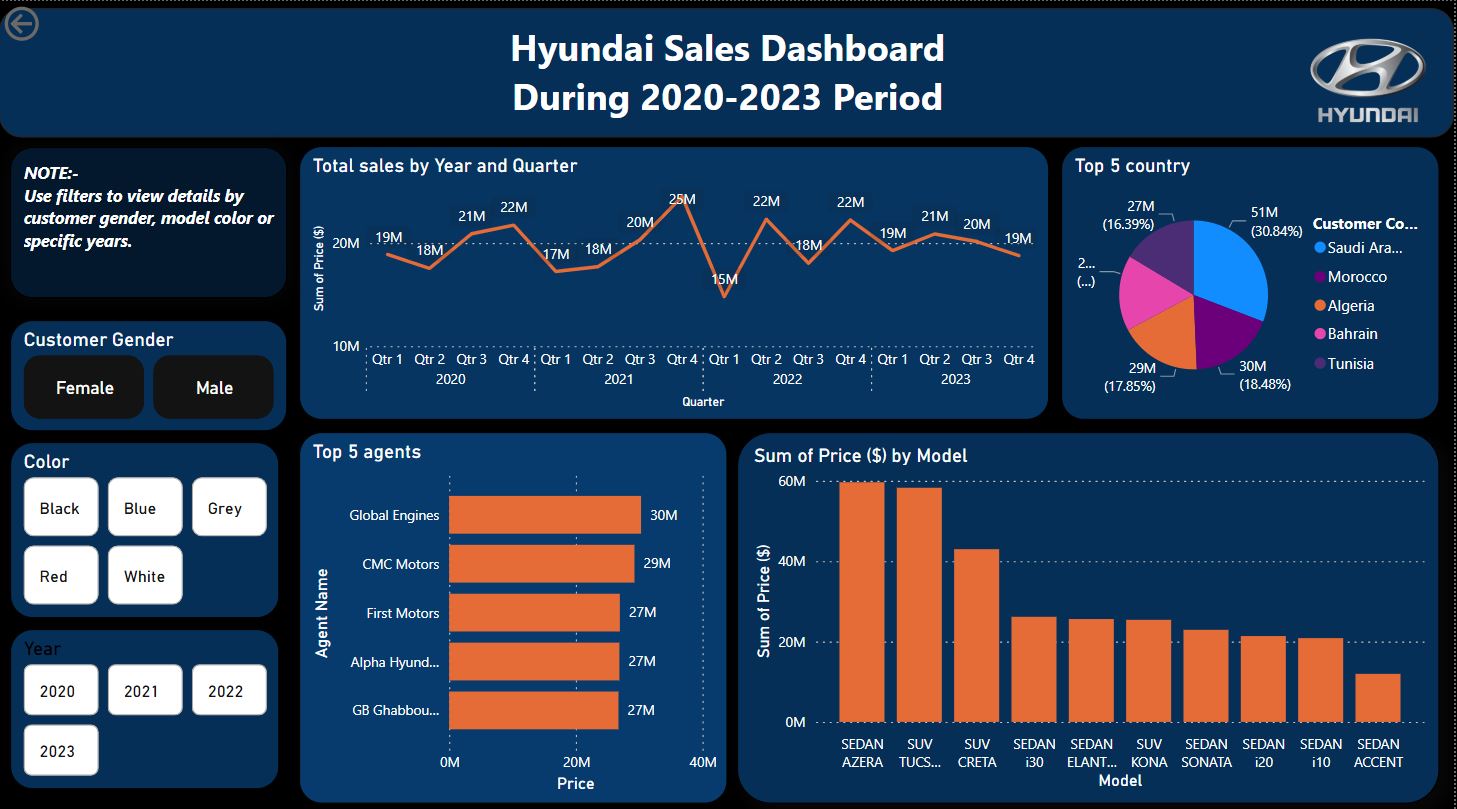 Hyundai Sales Dashboard
During 2020-2023 Period
HYUNDAI
NOTE:-
Use filters to view details by
customer gender, model color or
specific years.
Customer Gender
Female
Male
Color
Black
Blue
Grey
Red
White
Year
2020
2021
2022
2023
Total sales by Year and Quarter
Sum of Price ($)
20M
10M
19M
18M
21M
22M
17M
18M
20M
25M
15M
22M
18M
22M
19M
21M
20M
19M
Qtr 1 Qtr 2 Qtr 3 Qtr 4 Qtr 1 Qtr 2 Qtr 3 Qtr 4 Qtr 1 Qtr 2 Qtr 3 Qtr 4 Qtr 1 Qtr 2 Qtr 3 Qtr 4
2020 2021 2022 2023
Quarter
Top 5 country
27M
(16.39%)
51M
(30.84%)
2...
(...)
29M
(17.85%)
30M
(18.48%)
Customer Co...
Saudi Ara...
Morocco
Algeria
Bahrain
Tunisia
Top 5 agents
Agent Name
Global Engines 30M
CMC Motors 29M
First Motors 27M
Alpha Hyund... 27M
GB Ghabbou... 27M
0M 20M 40M
Price
Sum of Price ($) by Model
Sum of Price ($)
60M
40M
20M
0M
SEDAN SUV SUV SEDAN SEDAN SUV SEDAN SEDAN SEDAN SEDAN
AZERA TUCS... CRETA i30 ELANT... KONA SONATA i20 i10 ACCENT
Model